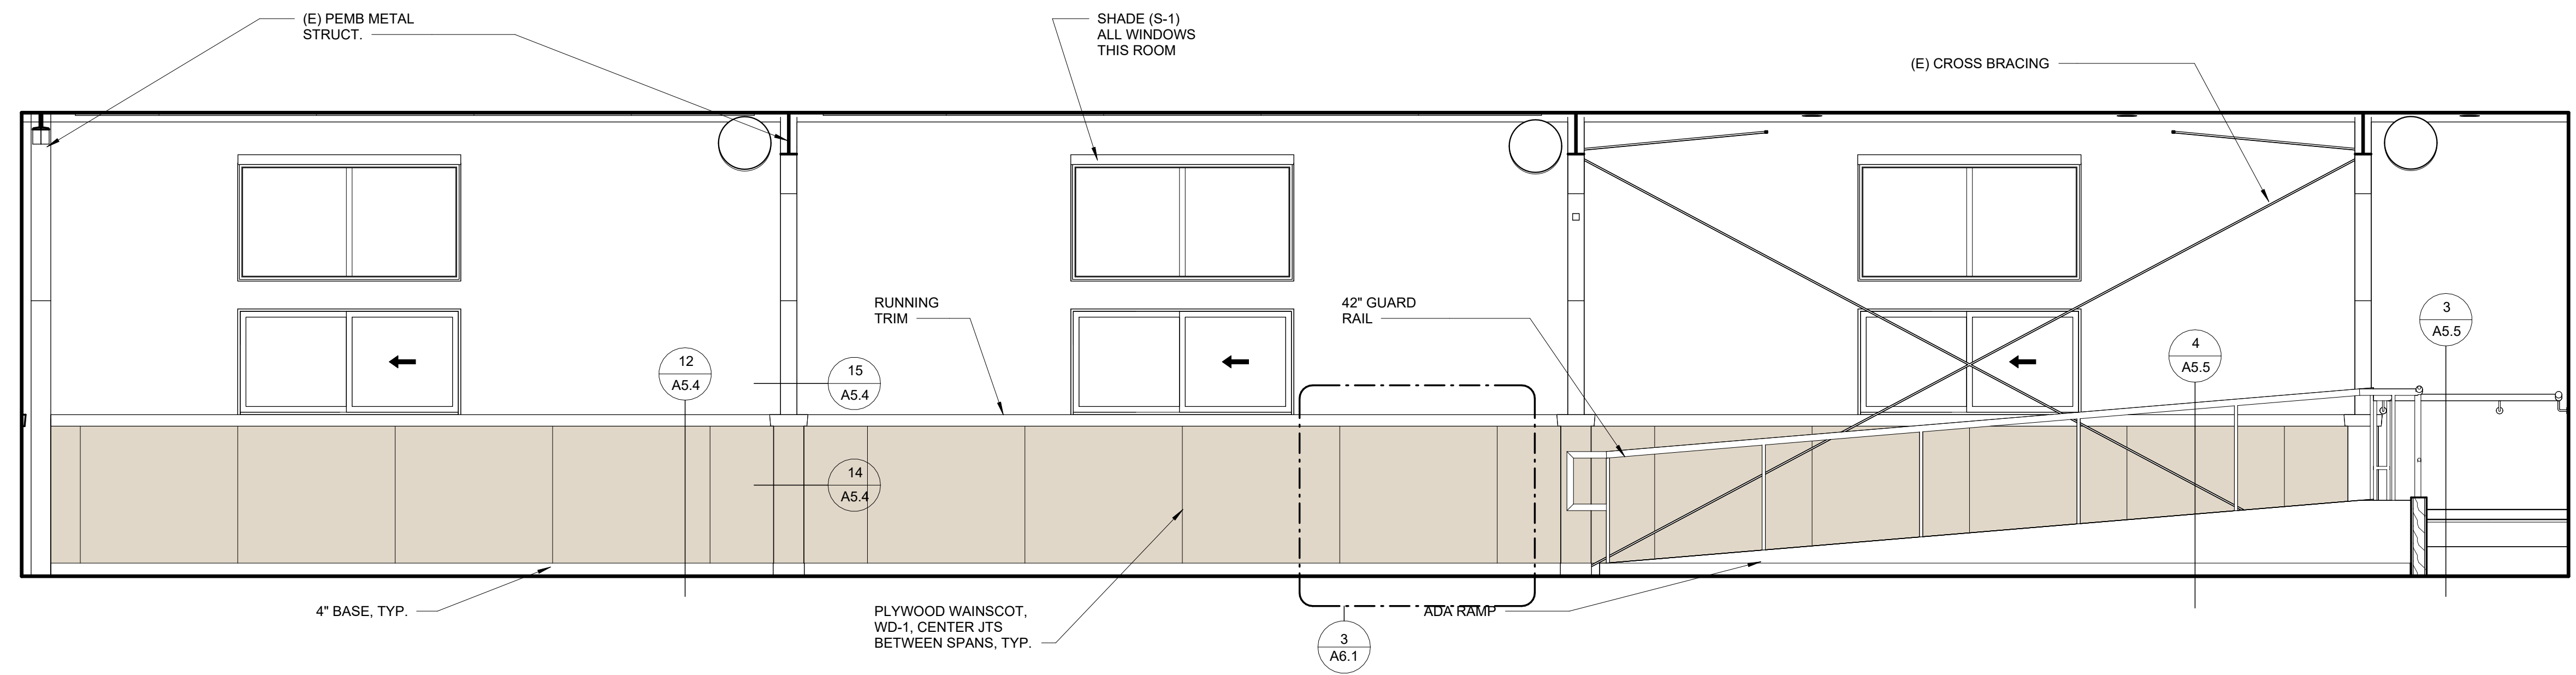 (E) PEMB METAL
STRUCT.
SHADE (S-1)
ALL WINDOWS
THIS ROOM
(E) CROSS BRACING
RUNNING
TRIM
42" GUARD
RAIL
12
A5.4
15
A5.4
14
A5.4
4
A5.5
3
A5.5
4" BASE, TYP.
PLYWOOD WAINSCOT,
WD-1, CENTER JTS
BETWEEN SPANS, TYP.
ADA RAMP
3
A6.1